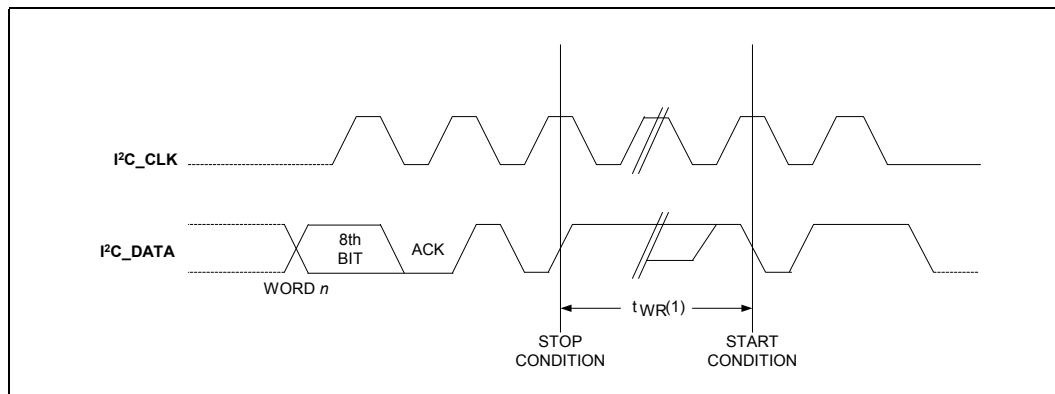 I²C_CLK
I²C_DATA
8th
BIT
ACK
WORD n
t WR(1)
STOP
CONDITION
START
CONDITION